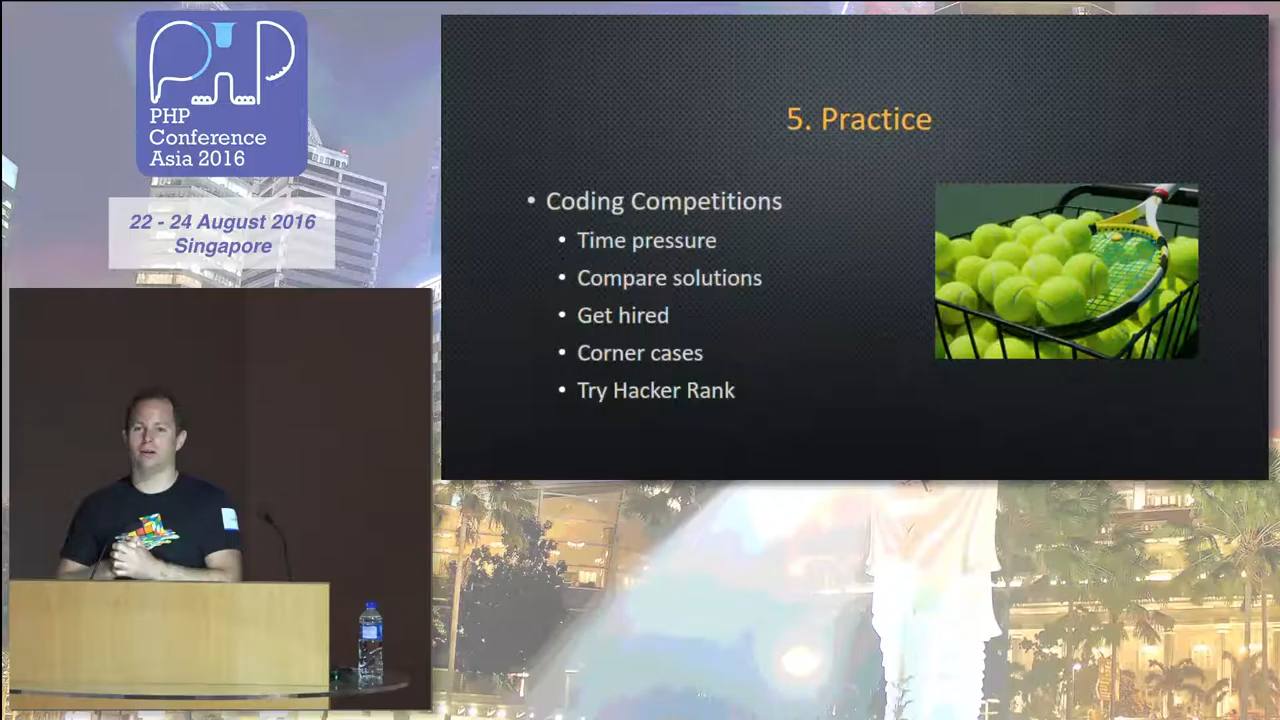 PHP
PHP
Conference
Asia 2016
22 - 24 August 2016
Singapore
5. Practice
• Coding Competitions
• Time pressure
• Compare solutions
• Get hired
• Corner cases
• Try Hacker Rank